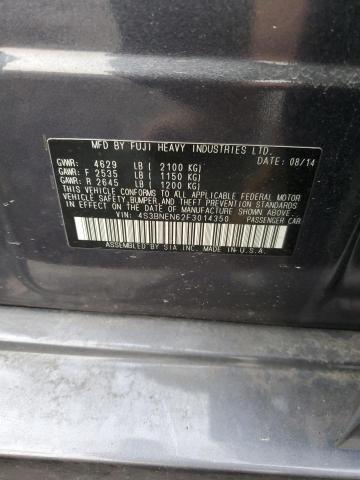 MFD BY FUJI HEAVY INDUSTRIES LTD.
DATE: 08/14
GVWR: 4629 LB ( 2100 KG)
GAWR: F 2535 LB ( 1150 KG)
GAWR: R 2645 LB ( 1200 KG)
THIS VEHICLE CONFORMS TO ALL APPLICABLE FEDERAL MOTOR
VEHICLE SAFETY, BUMPER, AND THEFT PREVENTION STANDARDS
IN EFFECT ON THE DATE OF MANUFACTURE SHOWN ABOVE.
VIN: 4S3BNEN62F3014350 PASSENGER CAR
ASSEMBLED BY SIA INC. MADE IN U.S.A.